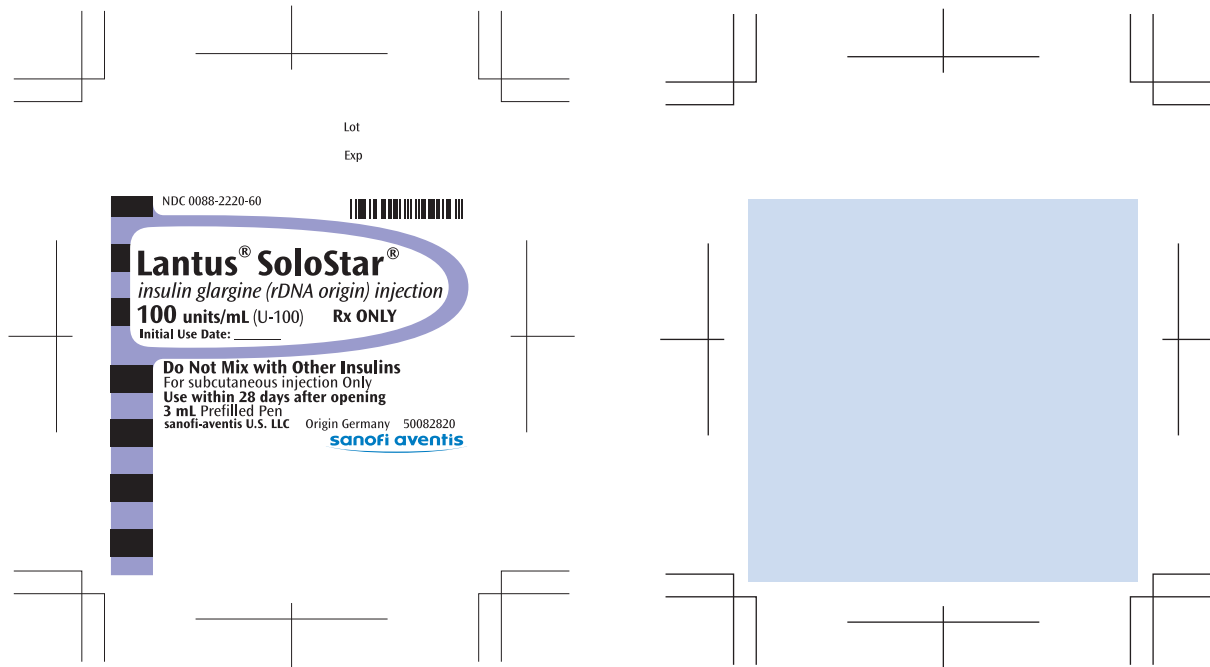 Lot
Exp
NDC 0088-2220-60
Lantus® SoloStar®
insulin glargine (rDNA origin) injection
100 units/mL (U-100) Rx ONLY
Initial Use Date: ______
Do Not Mix with Other Insulins
For subcutaneous injection Only
Use within 28 days after opening
3 mL Prefilled Pen
sanofi-aventis U.S. LLC Origin Germany 50082820
sanofi aventis